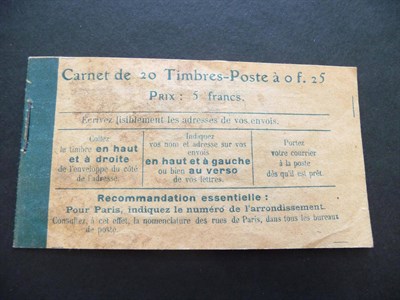 Carnet de 20 Timbres-Poste à 0 f. 25
PRIX : 5 francs.
Ecrivez lisiblement les adresses de vos envois.
Collez
le timbre en haut
et à droite
de l'enveloppe du côté
de l'adresse.
Indiquez
vos nom et adresse sur vos
envois
en haut et à gauche
ou bien au verso
de vos lettres.
Portez
votre courrier
à la poste
dès qu'il est prêt.
Recommandation essentielle :
Pour Paris, indiquez le numéro de l'arrondissement.
Consultez, à cet effet, la nomenclature des rues de Paris, dans tous les bureaux
de poste.